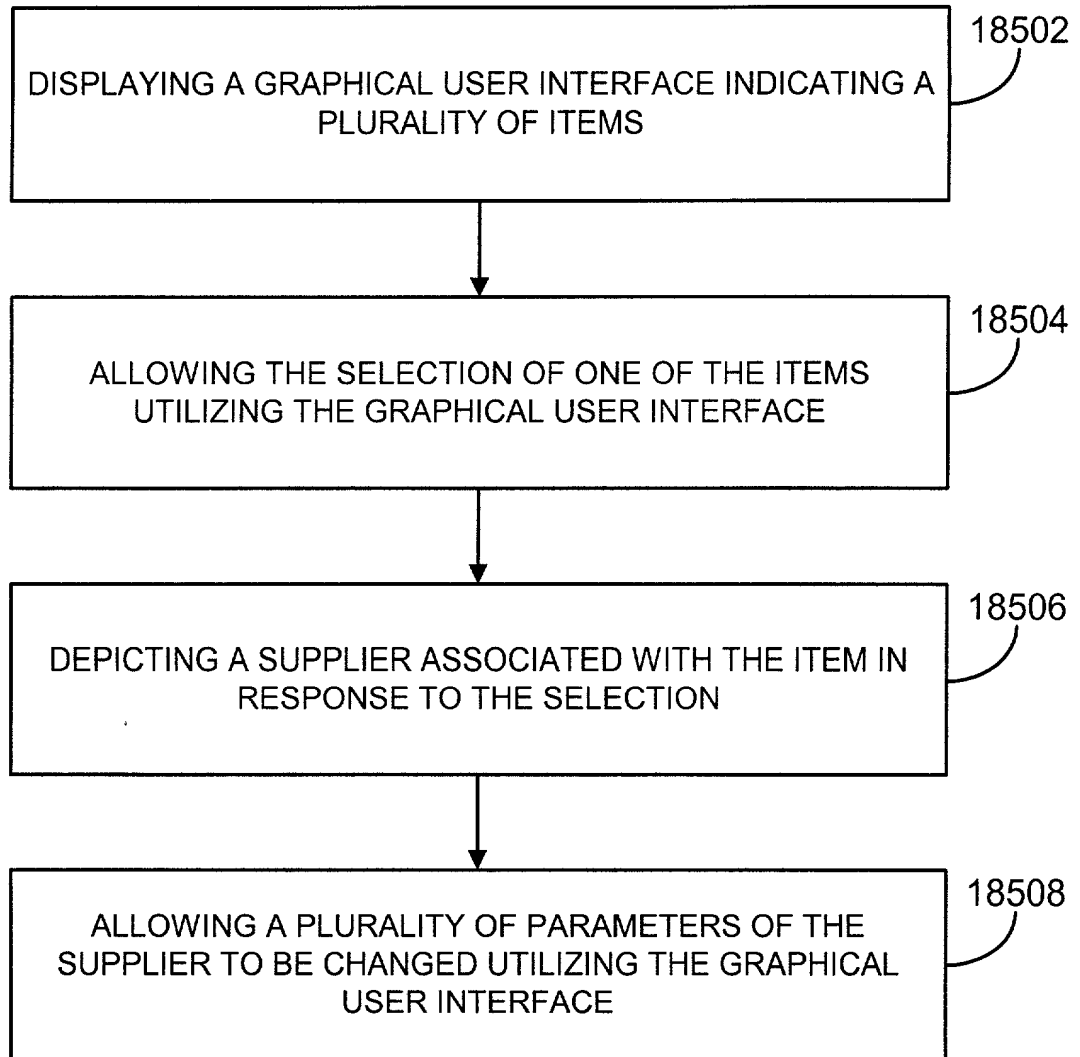 18502
DISPLAYING A GRAPHICAL USER INTERFACE INDICATING A
PLURALITY OF ITEMS
18504
ALLOWING THE SELECTION OF ONE OF THE ITEMS
UTILIZING THE GRAPHICAL USER INTERFACE
18506
DEPICTING A SUPPLIER ASSOCIATED WITH THE ITEM IN
RESPONSE TO THE SELECTION
18508
ALLOWING A PLURALITY OF PARAMETERS OF THE
SUPPLIER TO BE CHANGED UTILIZING THE GRAPHICAL
USER INTERFACE